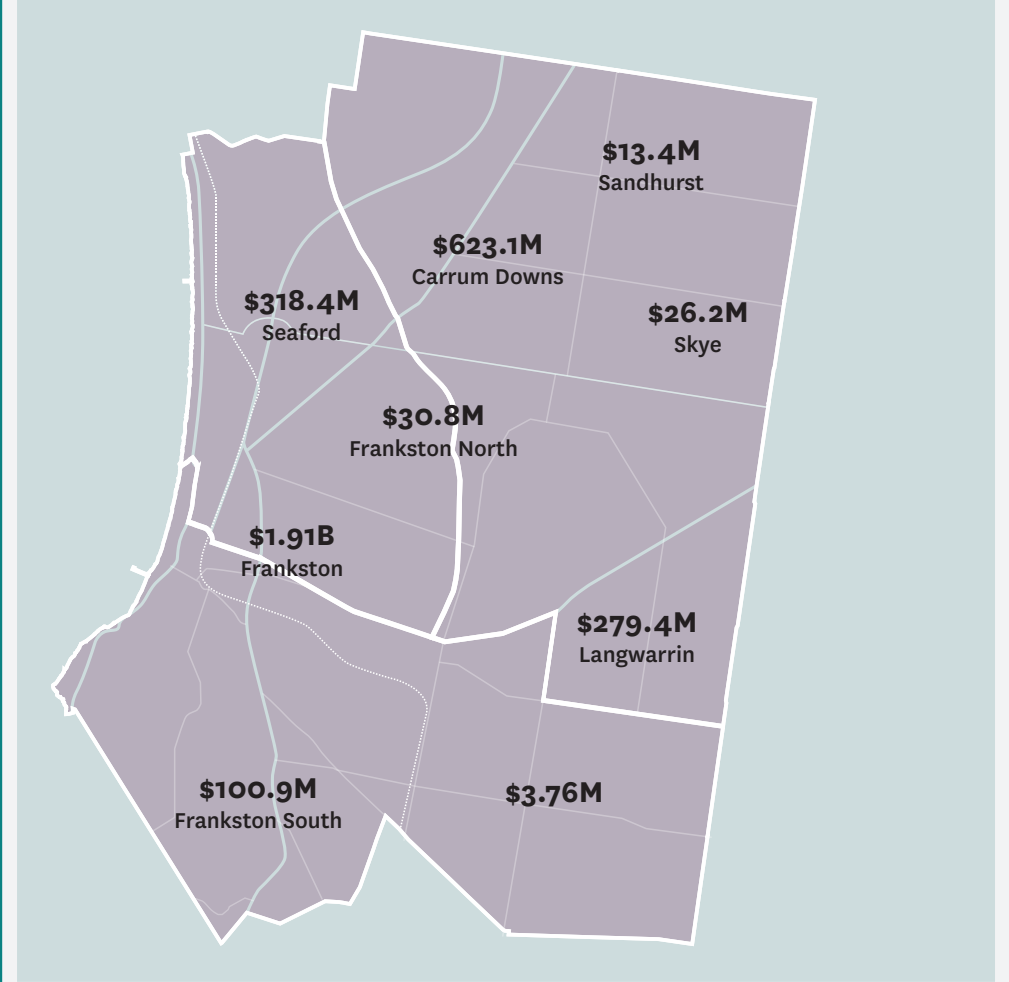 $13.4M
Sandhurst
$623.1M
Carrum Downs
$318.4M
Seaford
$26.2M
Skye
$30.8M
Frankston North
$1.91B
Frankston
$279.4M
Langwarrin
$100.9M
Frankston South
$3.76M